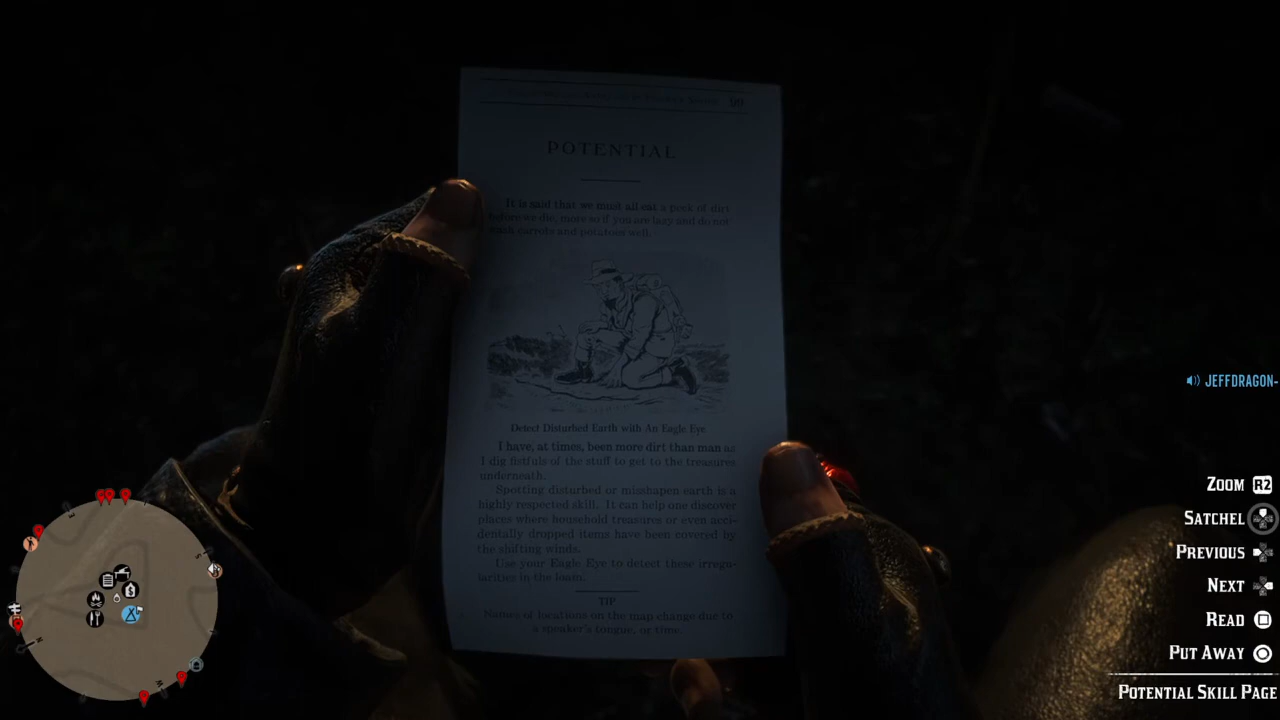 90
POTENTIAL
It is said that we must all eat a peck of dirt
before we die, more so if you are lazy and do not
wash carrots and potatoes well.
Detect Disturbed Earth with An Eagle Eye
I have, at times, been more dirt than man as
I dig fistfuls of the stuff to get to the treasures
underneath.
Spotting disturbed or misshapen earth is a
highly respected skill. It can help one discover
places where household treasures or even acci-
dentally dropped items have been covered by
the shifting winds.
Use your Eagle Eye to detect these irregu-
larities in the loam.
TIP
Names of locations on the map change due to
a speaker's tongue, or time.
JEFFDRAGON-
ZOOM R2
SATCHEL
PREVIOUS
NEXT
READ
PUT AWAY
POTENTIAL SKILL PAGE